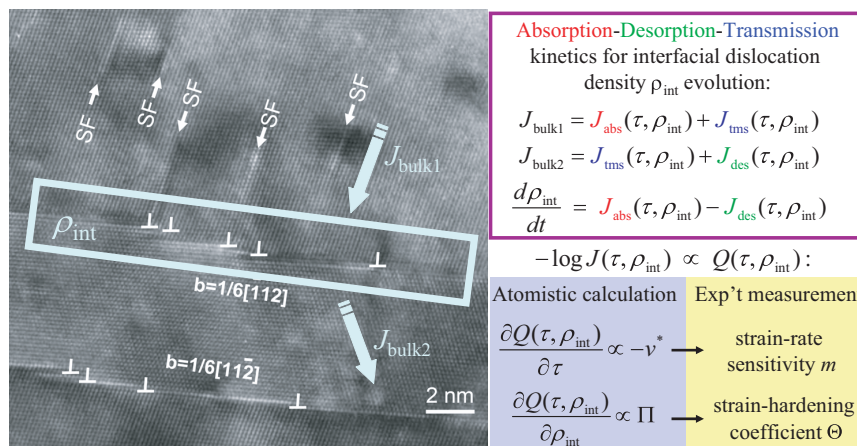 SF
SF
SF
SF
SF
J_bulk1
ρ_int
⊥ ⊥ ⊥ ⊥ ⊥
b=1/6[112]
J_bulk2
b=1/6[11\bar{2}]
⊥ ⊥ ⊥ ⊥
2 nm
Absorption-Desorption-Transmission
kinetics for interfacial dislocation
density ρ_int evolution:
J_bulk1 = J_abs(τ, ρ_int) + J_tms(τ, ρ_int)
J_bulk2 = J_tms(τ, ρ_int) + J_des(τ, ρ_int)
dρ_int/dt = J_abs(τ, ρ_int) − J_des(τ, ρ_int)
−log J(τ, ρ_int) ∝ Q(τ, ρ_int) :
Atomistic calculation
Exp't measuremen
∂Q(τ, ρ_int)/∂τ ∝ −v*
strain-rate
sensitivity m
∂Q(τ, ρ_int)/∂ρ_int ∝ Π
strain-hardening
coefficient Θ